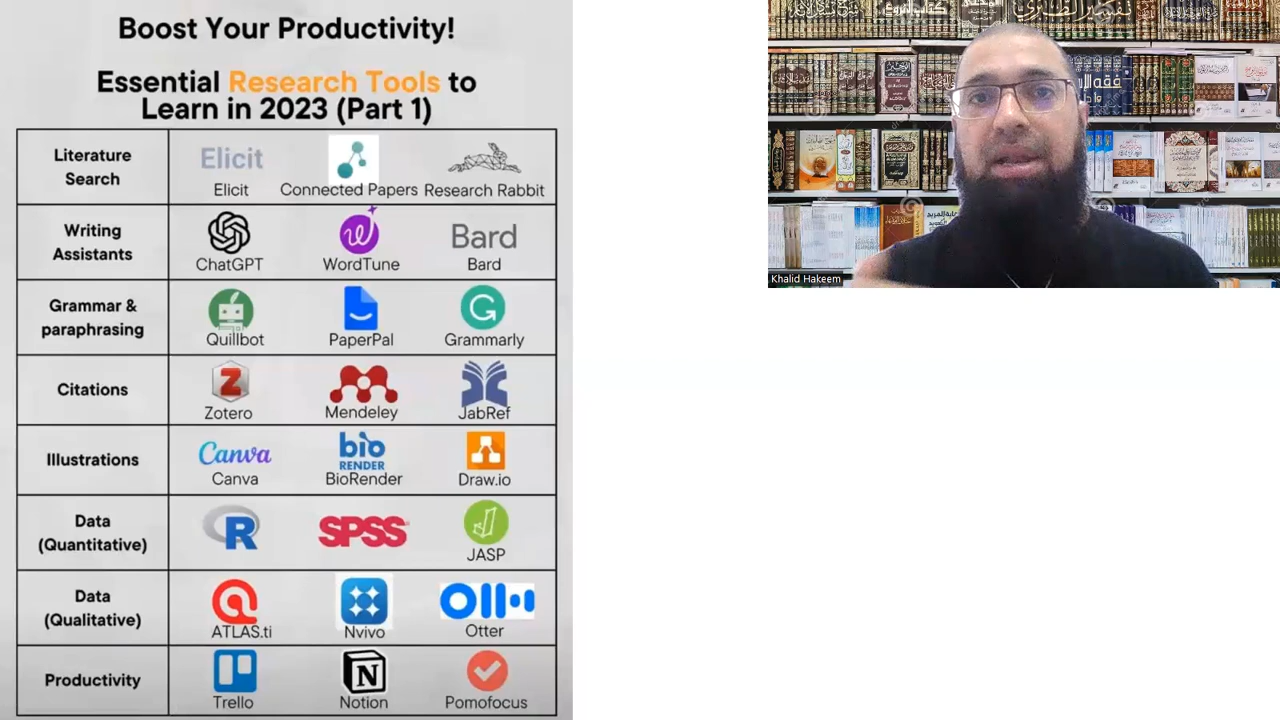 Boost Your Productivity!
Essential Research Tools to
Learn in 2023 (Part 1)
Literature
Search
Elicit
Elicit
Connected Papers
Research Rabbit
Writing
Assistants
ChatGPT
WordTune
Bard
Bard
Grammar &
paraphrasing
Quillbot
PaperPal
Grammarly
Citations
Zotero
Mendeley
JabRef
Illustrations
Canva
Canva
bio
RENDER
BioRender
Draw.io
Data
(Quantitative)
R
SPSS
JASP
Data
(Qualitative)
ATLAS.ti
Nvivo
Otter
Productivity
Trello
Notion
Pomofocus
Khalid Hakeem